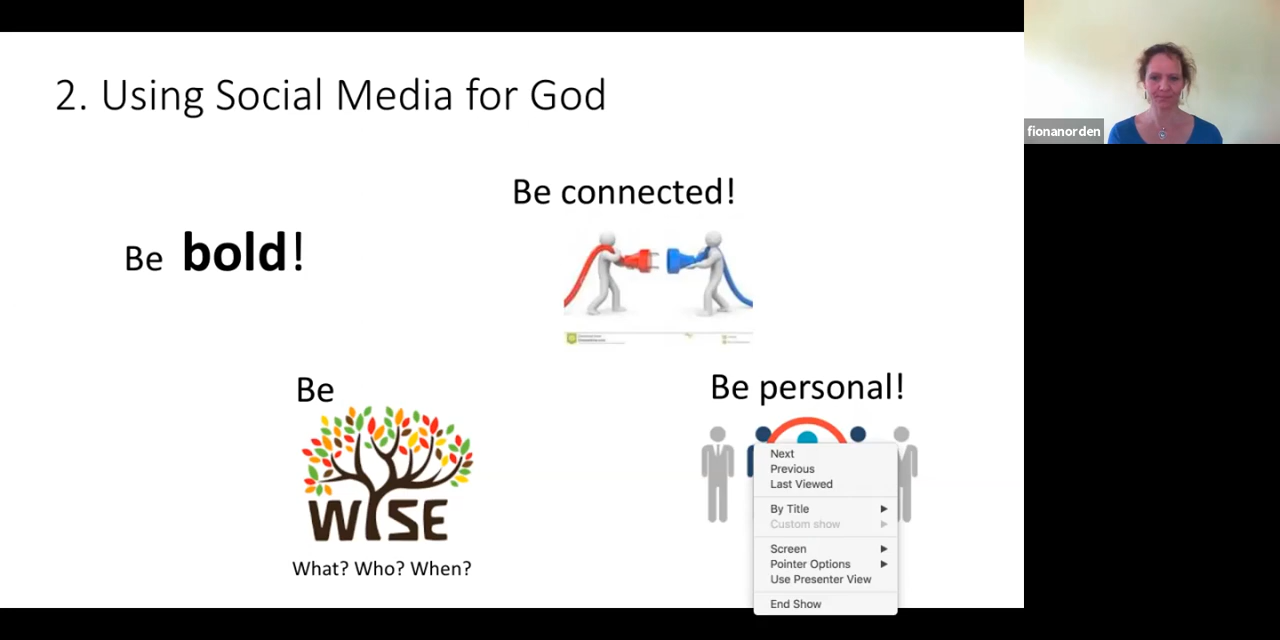 2. Using Social Media for God
Be connected!
Be bold!
Be
WISE
What? Who? When?
Be personal!
Next
Previous
Last Viewed
By Title
Custom show
Screen
Pointer Options
Use Presenter View
End Show
fionanorden